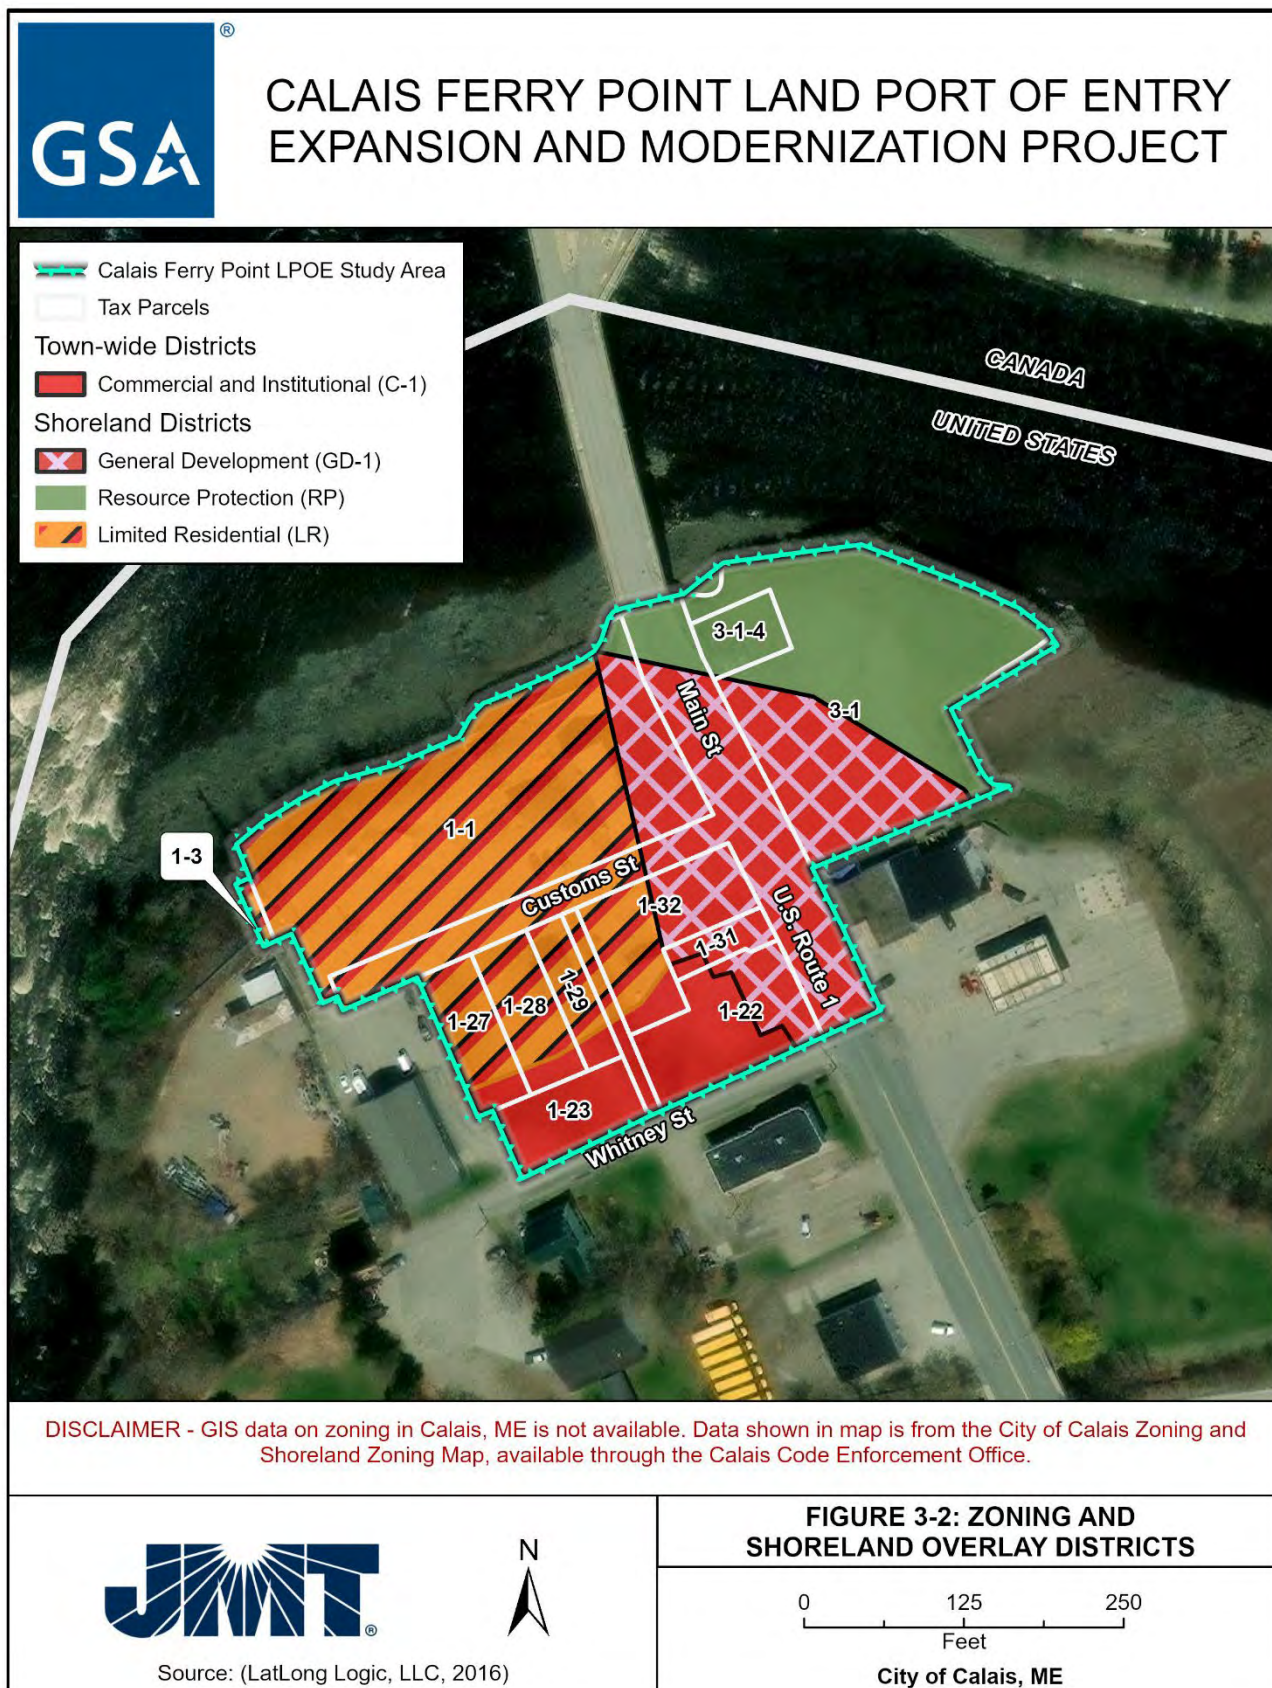 GSA
®
CALAIS FERRY POINT LAND PORT OF ENTRY
EXPANSION AND MODERNIZATION PROJECT
Calais Ferry Point LPOE Study Area
Tax Parcels
Town-wide Districts
Commercial and Institutional (C-1)
Shoreland Districts
General Development (GD-1)
Resource Protection (RP)
Limited Residential (LR)
CANADA
UNITED STATES
3-1-4
Main St
3-1
1-1
1-3
Customs St
1-32
1-31
U.S. Route 1
1-29
1-28
1-27
1-22
1-23
Whitney St
DISCLAIMER - GIS data on zoning in Calais, ME is not available. Data shown in map is from the City of Calais Zoning and
Shoreland Zoning Map, available through the Calais Code Enforcement Office.
JMT®
N
Source: (LatLong Logic, LLC, 2016)
FIGURE 3-2: ZONING AND
SHORELAND OVERLAY DISTRICTS
0 125 250
Feet
City of Calais, ME